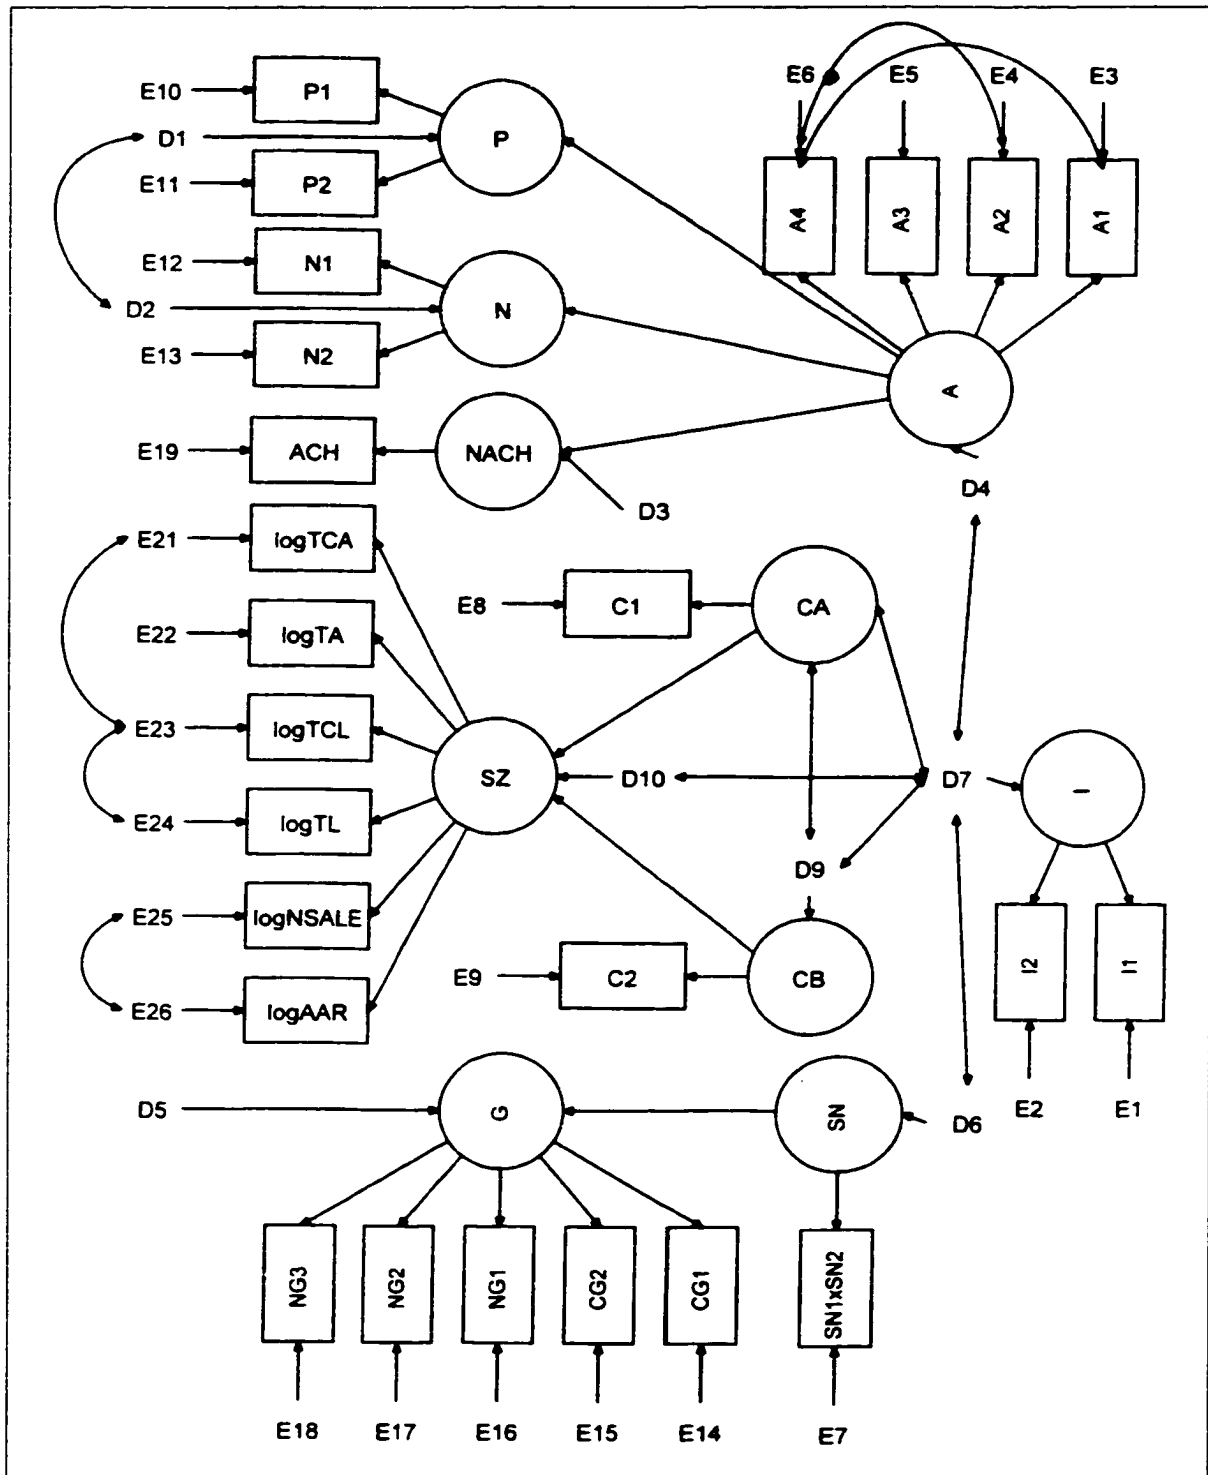 E6 E5 E4 E3
E10 P1
D1 P
E11 P2
A4 A3 A2 A1
E12 N1
D2 N
E13 N2
A
E19 ACH NACH
D4
D3
E21 logTCA
E8 C1 CA
E22 logTA
E23 logTCL
SZ D10 D7 I
E24 logTL
D9
E25 logNSALE
I2 I1
E9 C2 CB
E26 logAAR
D5 G SN D6 E2 E1
NG3 NG2 NG1 CG2 CG1 SN1xSN2
E18 E17 E16 E15 E14 E7